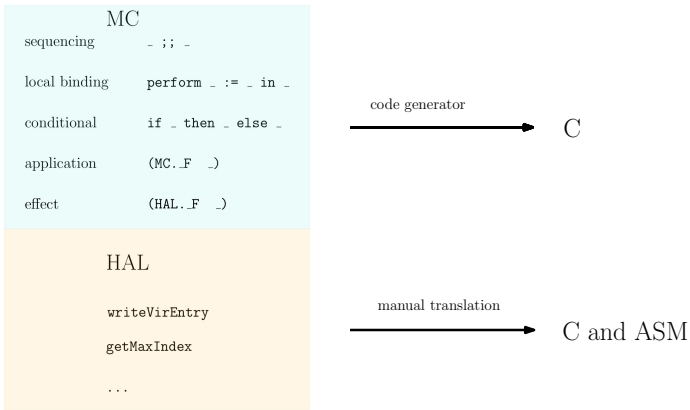 MC
sequencing _ ;; _
local binding perform _ := _ in _
conditional if _ then _ else _
application (MC._F _)
effect (HAL._F _)
code generator
C
HAL
writeVirEntry
getMaxIndex
...
manual translation
C and ASM